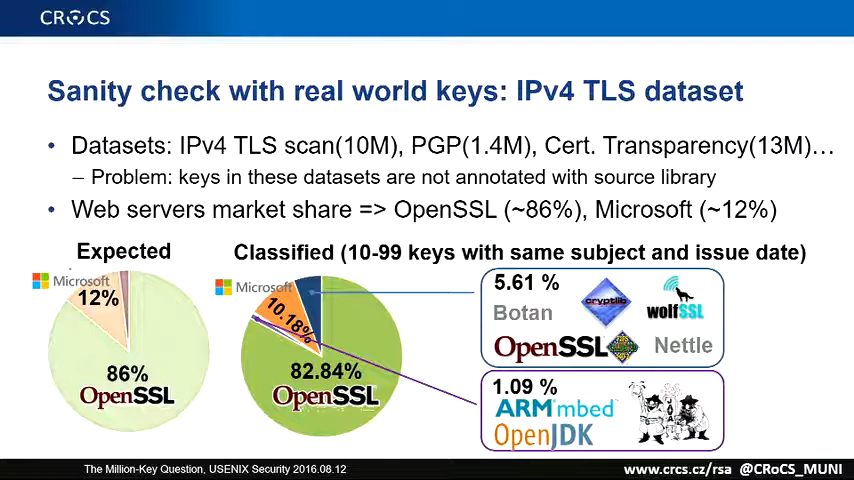 CRCS
Sanity check with real world keys: IPv4 TLS dataset
• Datasets: IPv4 TLS scan(10M), PGP(1.4M), Cert. Transparency(13M)…
– Problem: keys in these datasets are not annotated with source library
• Web servers market share => OpenSSL (~86%), Microsoft (~12%)
Expected
Microsoft
12%
86%
OpenSSL
Classified (10-99 keys with same subject and issue date)
Microsoft
10.18%
82.84%
OpenSSL
5.61 %
Botan
cryptlib
wolfSSL
OpenSSL
Nettle
1.09 %
ARM mbed
OpenJDK
The Million-Key Question, USENIX Security 2016.08.12
www.crcs.cz/rsa @CRoCS_MUNI